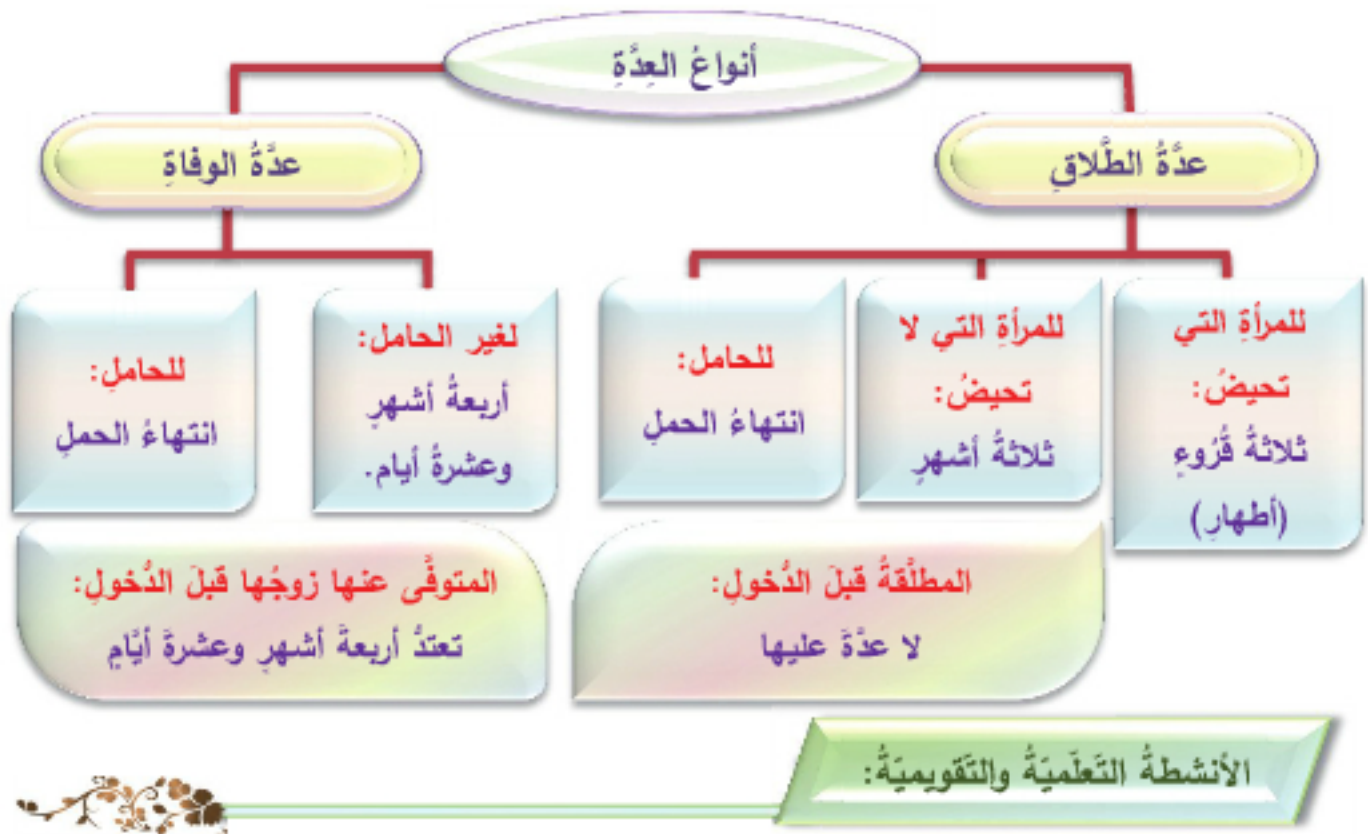 أنواعُ العِدَّةِ
عدَّةُ الطَّلاقِ
عدَّةُ الوفاةِ
للمرأةِ التي
تحيضُ:
ثلاثةُ قُرُوءٍ
(أطهارِ)
للمرأةِ التي لا
تحيضُ:
ثلاثةُ أشهرٍ
للحامل:
انتهاءُ الحملِ
لغير الحامل:
أربعةُ أشهرٍ
وعشرةُ أيام.
للحاملِ:
انتهاءُ الحملِ
المطلَّقةُ قبلَ الدُّخولِ:
لا عدَّةَ عليها
المتوفَّى عنها زوجُها قبلَ الدُّخولِ:
تعتدُّ أربعةَ أشهرٍ وعشرةَ أيَّامٍ
الأنشطةُ التَعلّميَّةُ والتَقويميَّةُ: